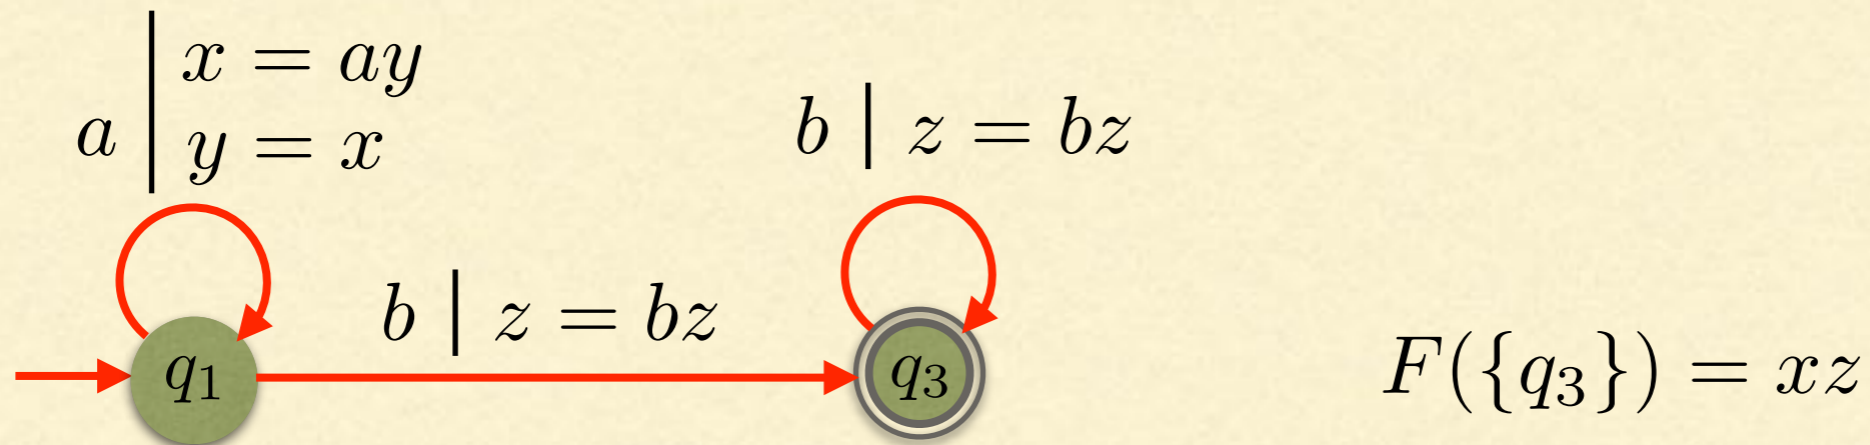 a | x = ay
y = x
b | z = bz
b | z = bz
q₁
q₃
F({q₃}) = xz